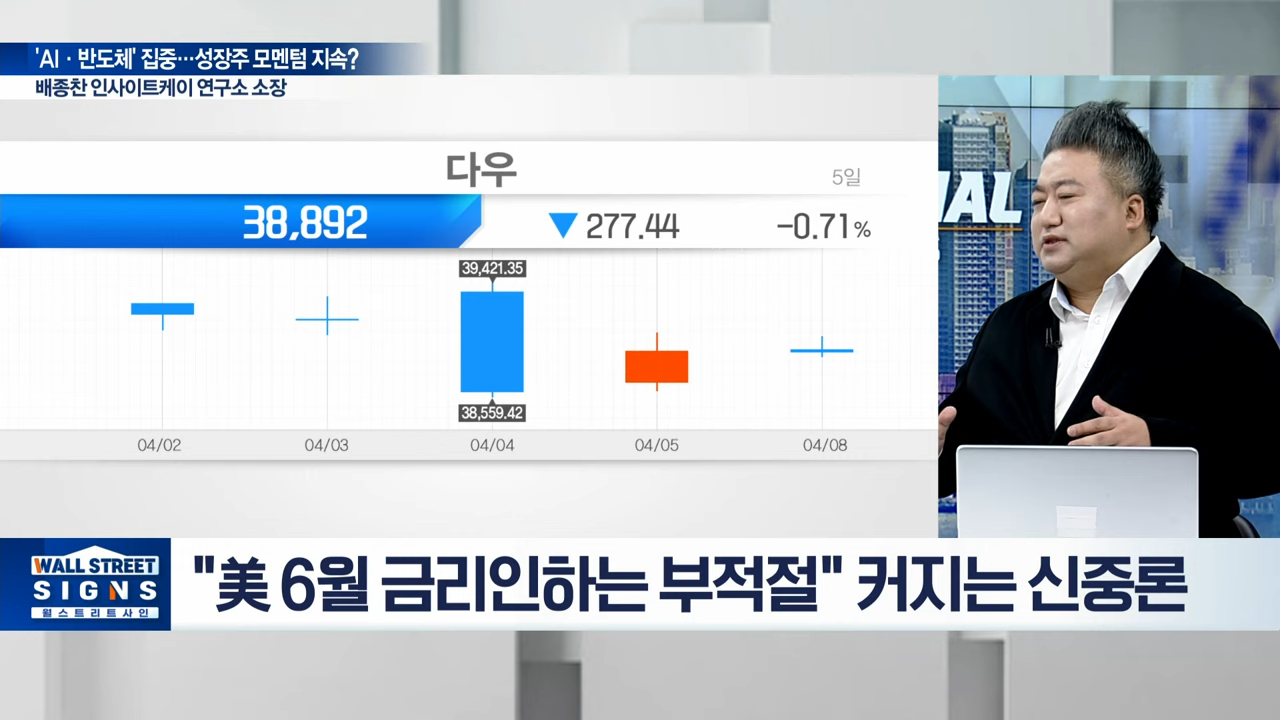 'AI·반도체' 집중…성장주 모멘텀 지속?
배종찬 인사이트케이 연구소 소장
다우
5일
38,892
▼ 277.44
-0.71%
39,421.35
38,559.42
04/02 04/03 04/04 04/05 04/08
NAL
WALL STREET
SIGNS
월스트리트사인
"美 6월 금리인하는 부적절" 커지는 신중론